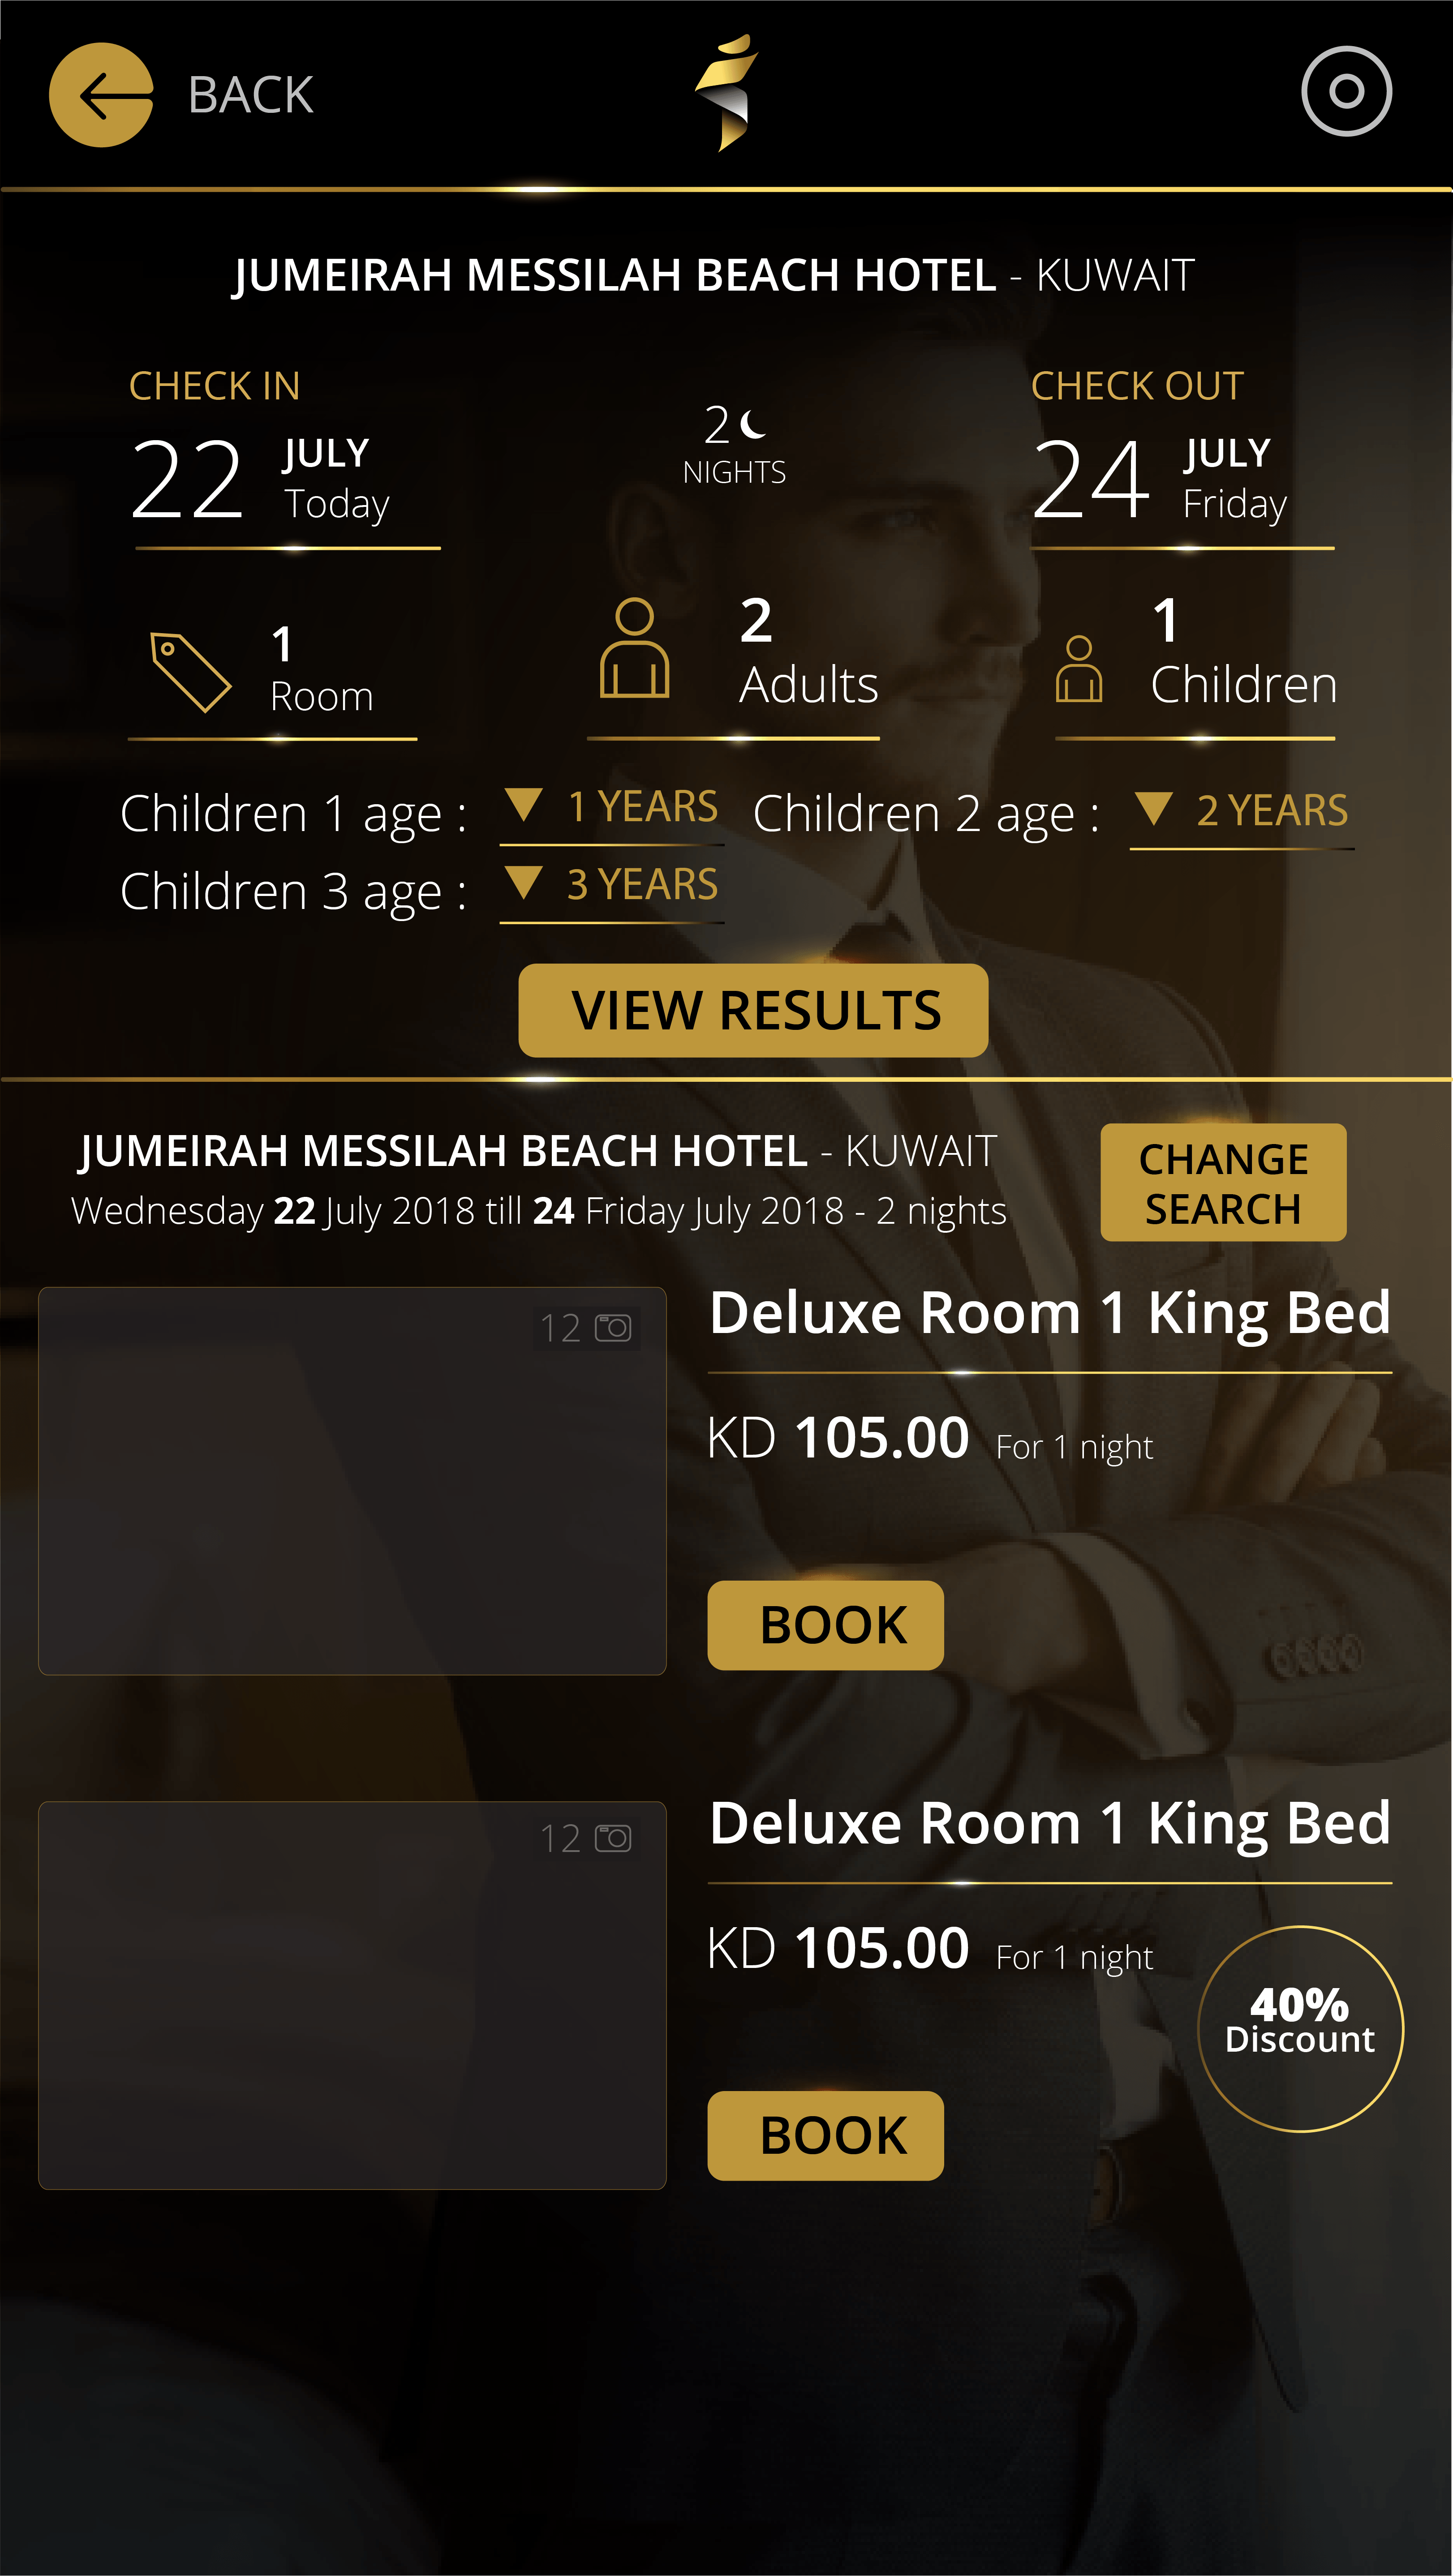 BACK
JUMEIRAH MESSILAH BEACH HOTEL - KUWAIT
CHECK IN
22 JULY
Today
2
NIGHTS
CHECK OUT
24 JULY
Friday
1
Room
2
Adults
1
Children
Children 1 age : 1 YEARS
Children 2 age : 2 YEARS
Children 3 age : 3 YEARS
VIEW RESULTS
JUMEIRAH MESSILAH BEACH HOTEL - KUWAIT
Wednesday 22 July 2018 till 24 Friday July 2018 - 2 nights
CHANGE
SEARCH
12
Deluxe Room 1 King Bed
KD 105.00 For 1 night
BOOK
12
Deluxe Room 1 King Bed
KD 105.00 For 1 night
40%
Discount
BOOK